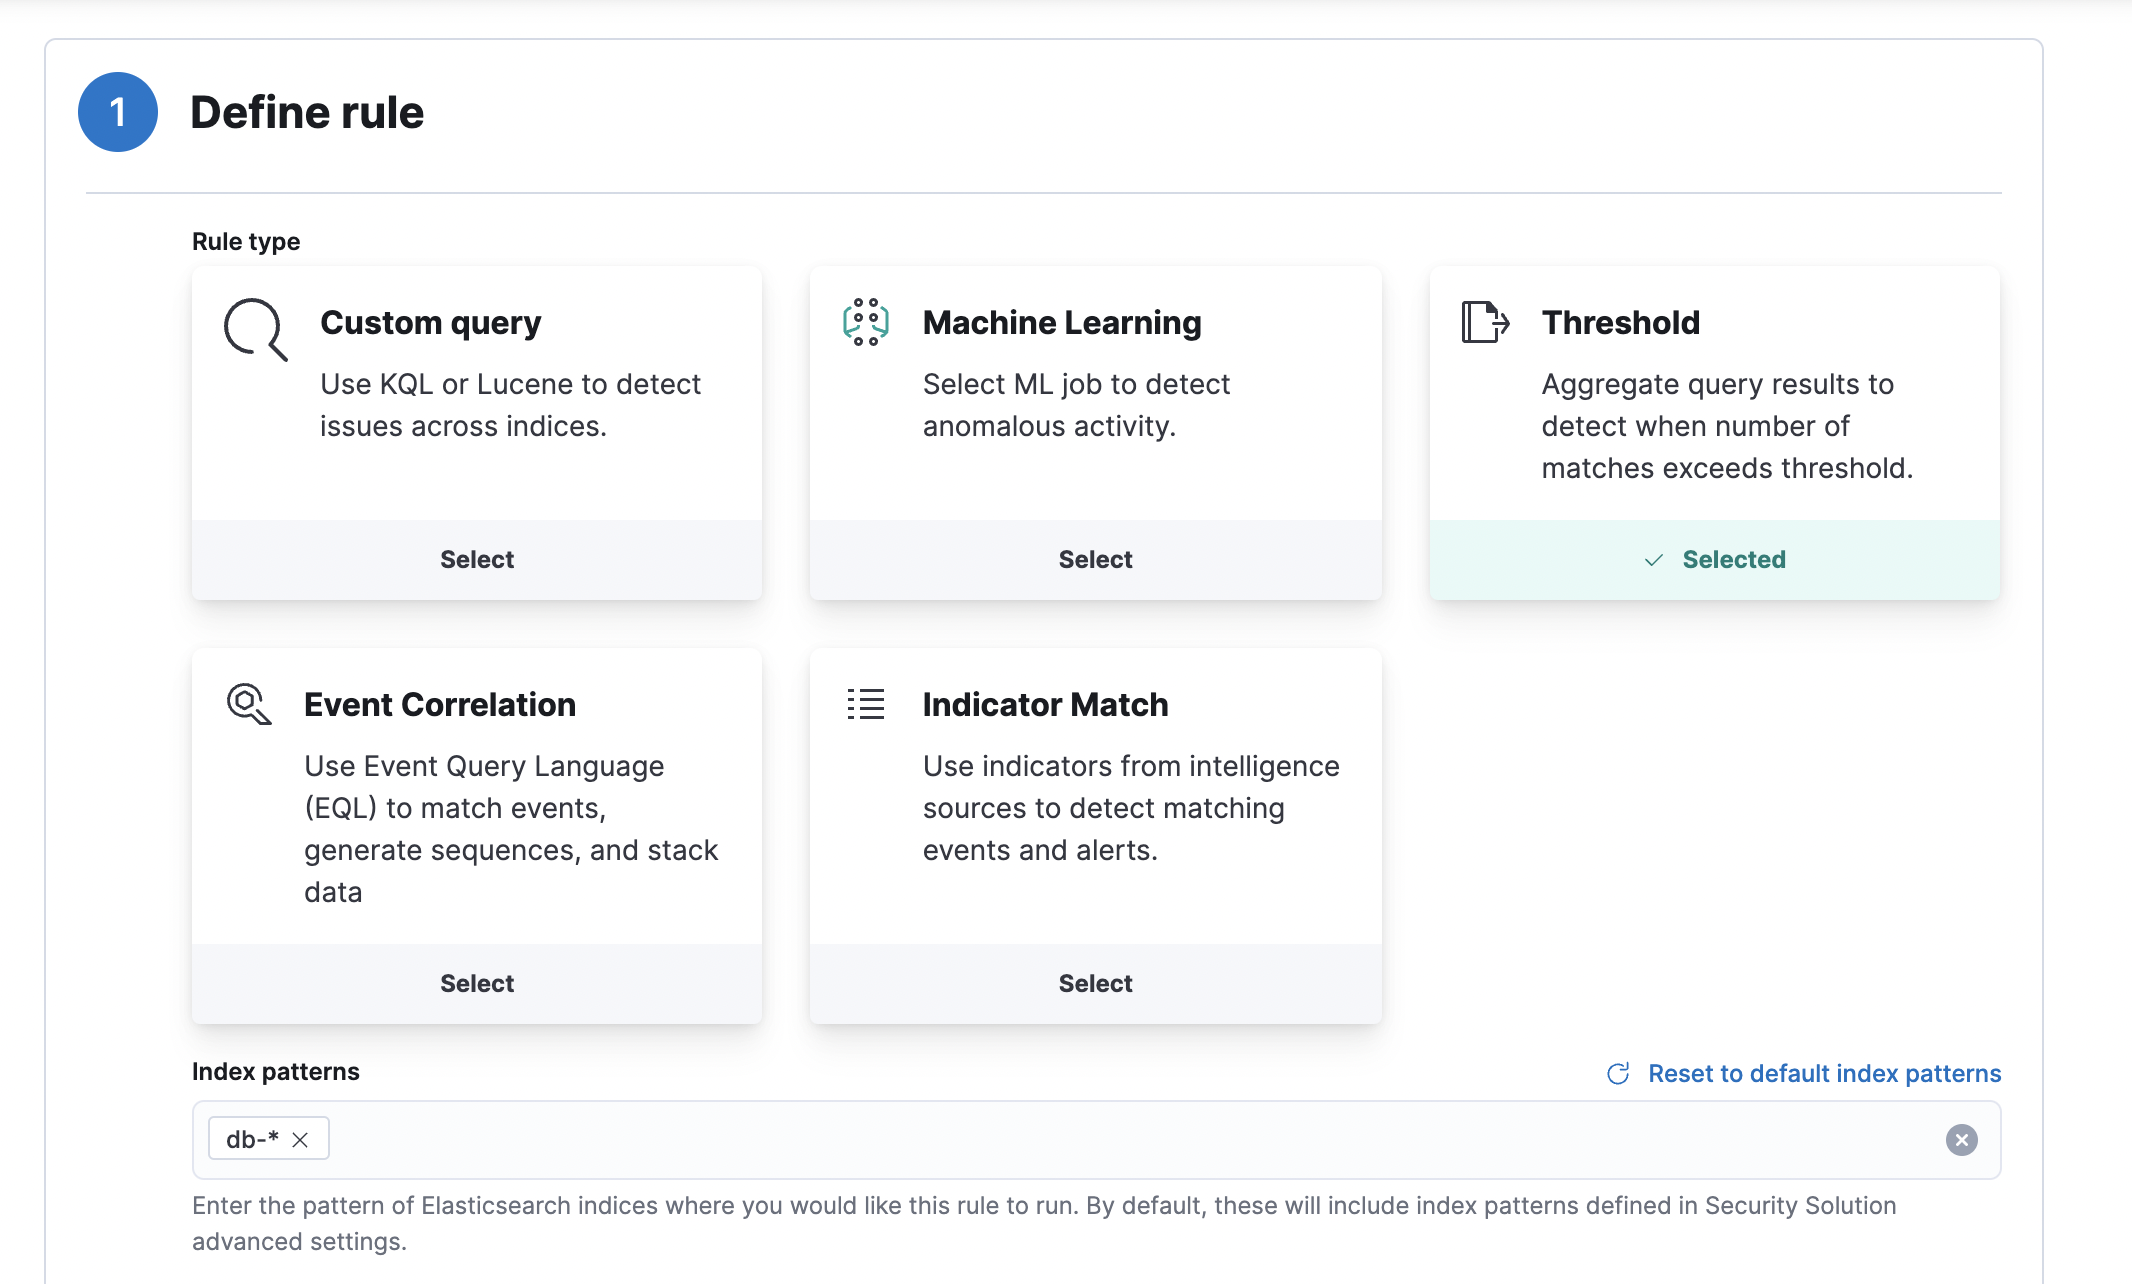 1
Define rule
Rule type
Custom query
Use KQL or Lucene to detect
issues across indices.
Select
Machine Learning
Select ML job to detect
anomalous activity.
Select
Threshold
Aggregate query results to
detect when number of
matches exceeds threshold.
Selected
Event Correlation
Use Event Query Language
(EQL) to match events,
generate sequences, and stack
data
Select
Indicator Match
Use indicators from intelligence
sources to detect matching
events and alerts.
Select
Index patterns
Reset to default index patterns
db-*
Enter the pattern of Elasticsearch indices where you would like this rule to run. By default, these will include index patterns defined in Security Solution
advanced settings.